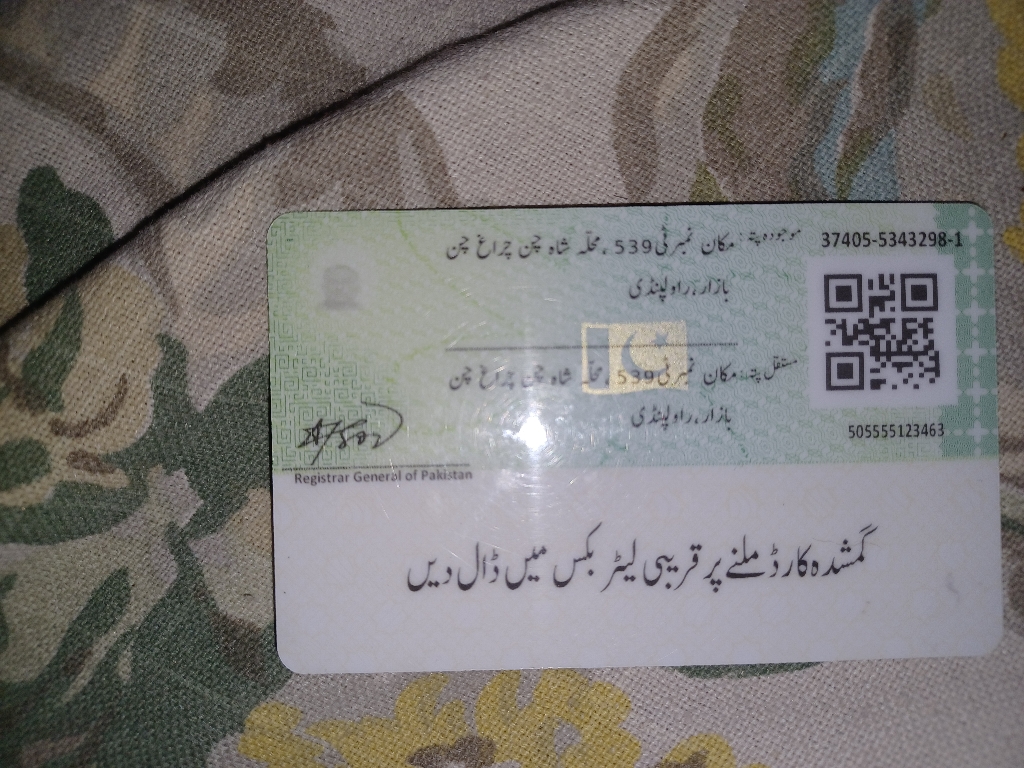 37405-5343298-1
موجودہ پتہ: مکان نمبر ٹی 539، محلّہ شاہ چن چراغ چن
بازار، راولپنڈی
مستقل پتہ: مکان نمبر ٹی 539، محلّہ شاہ چن چراغ چن
بازار، راولپنڈی
505555123463
Registrar General of Pakistan
گمشدہ کارڈ ملنے پر قریبی لیٹر بکس میں ڈال دیں